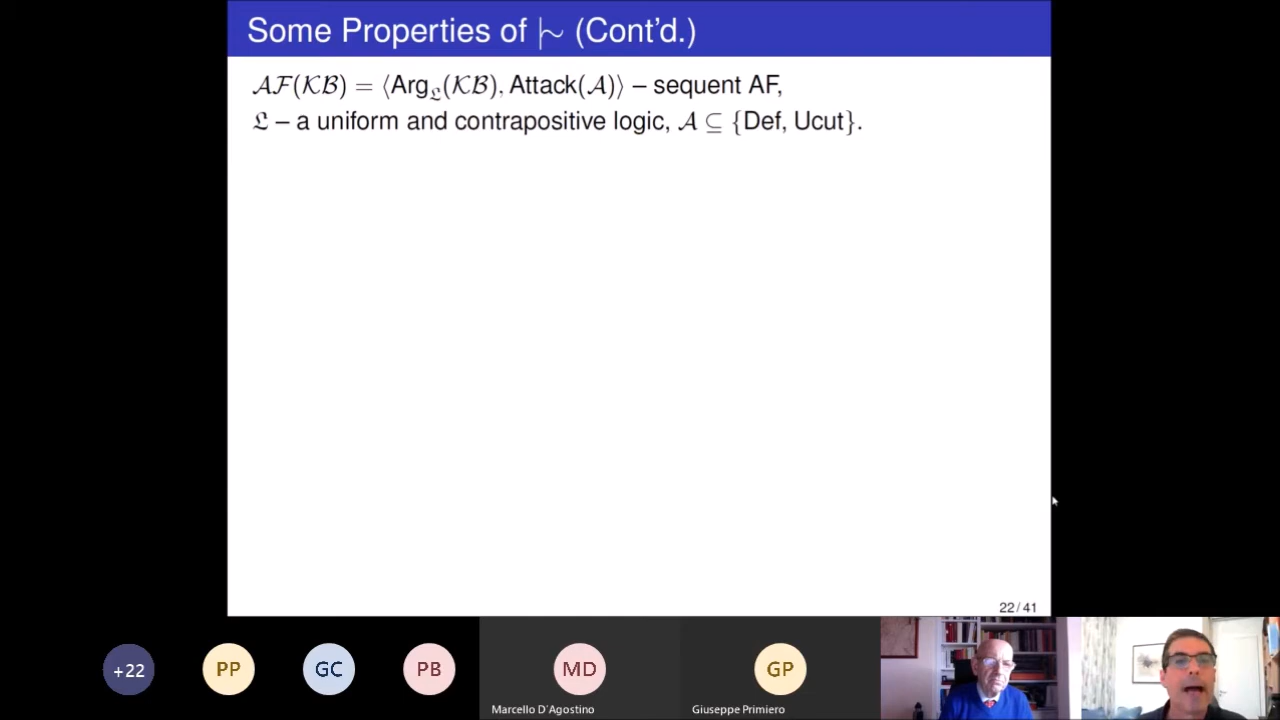 Some Properties of |∼ (Cont'd.)
𝒜ℱ(𝒦ℬ) = ⟨Arg𝔏(𝒦ℬ), Attack(𝒜)⟩ – sequent AF,
𝔏 – a uniform and contrapositive logic, 𝒜 ⊆ {Def, Ucut}.
22 / 41
+22
PP
GC
PB
MD
GP
Marcello D´Agostino
Giuseppe Primiero